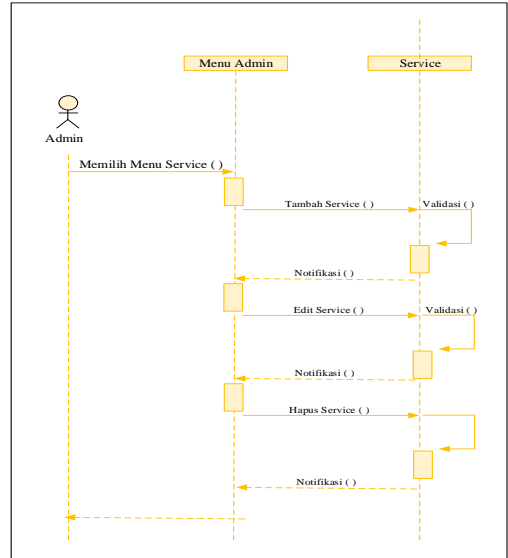 Menu Admin
Service
Admin
Memilih Menu Service ( )
Tambah Service ( )
Validasi ( )
Notifikasi ( )
Edit Service ( )
Validasi ( )
Notifikasi ( )
Hapus Service ( )
Notifikasi ( )